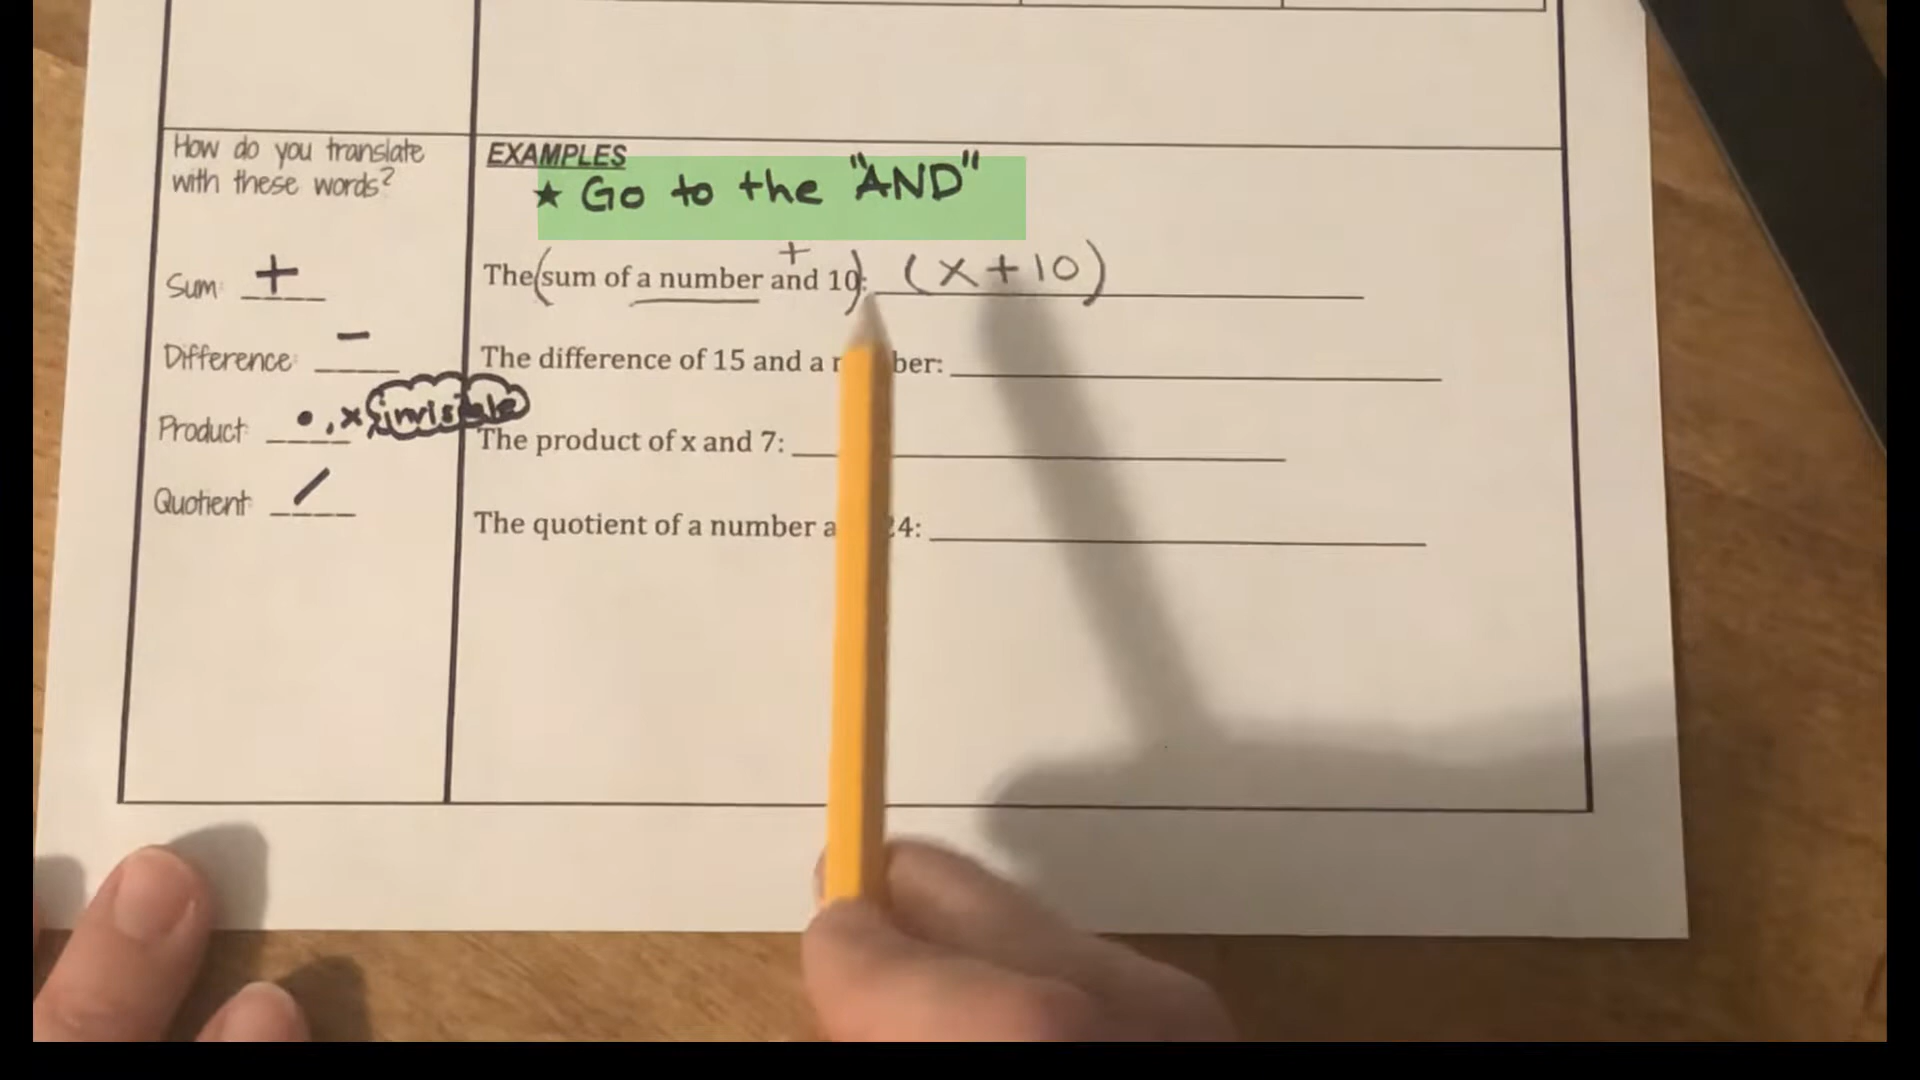 How do you translate
with these words?
Sum: +
Difference: −
Product: •, x, invisible
Quotient: /
EXAMPLES
★ Go to the "AND"
+
The (sum of a number and 10): (x+10)
The difference of 15 and a ber:
The product of x and 7:
The quotient of a number a 24: